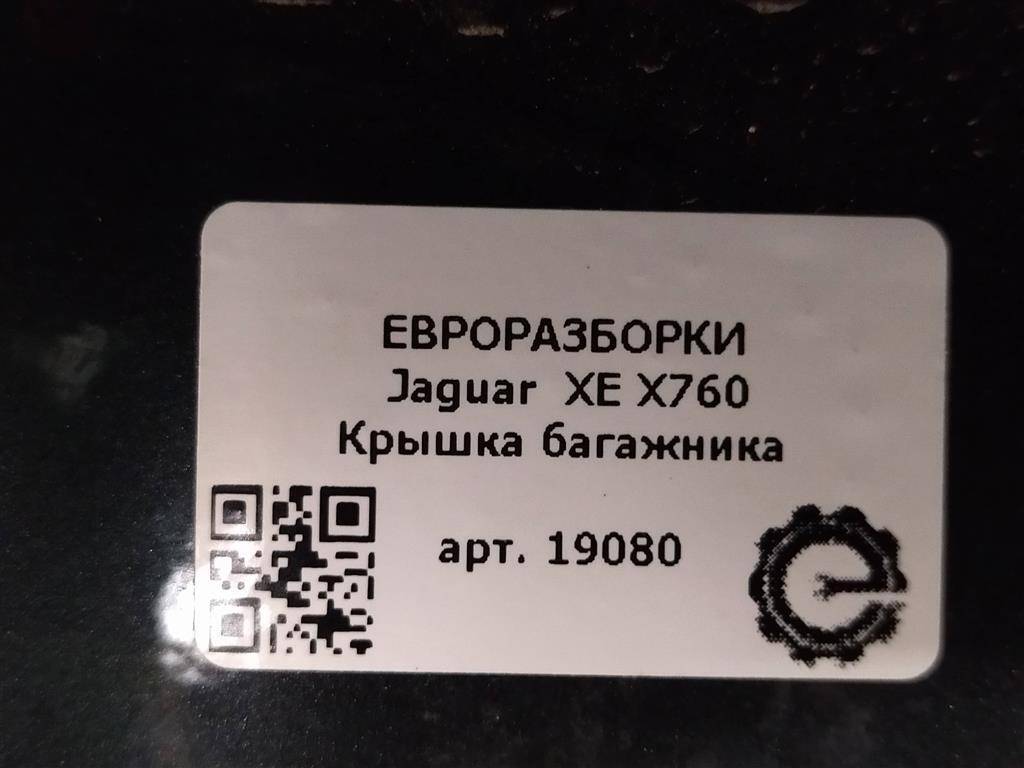 ЕВРОРАЗБОРКИ
Jaguar XE X760
Крышка багажника
арт. 19080